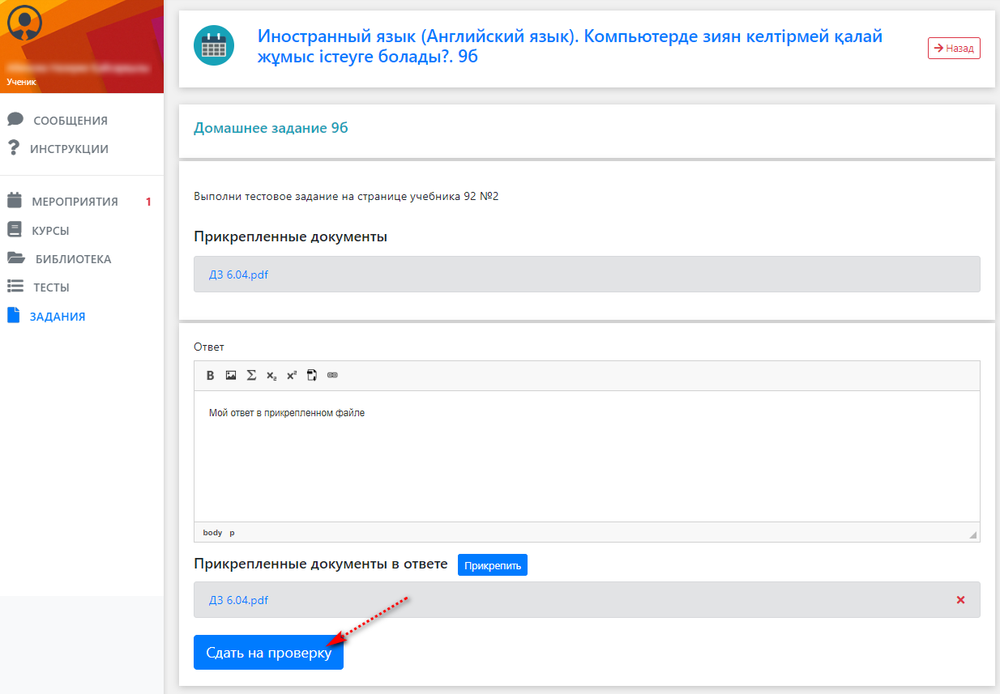 Ученик
СООБЩЕНИЯ
ИНСТРУКЦИИ
МЕРОПРИЯТИЯ 1
КУРСЫ
БИБЛИОТЕКА
ТЕСТЫ
ЗАДАНИЯ
Иностранный язык (Английский язык). Компьютерде зиян келтірмей қалай
жұмыс істеуге болады?. 9б
Назад
Домашнее задание 9б
Выполни тестовое задание на странице учебника 92 №2
Прикрепленные документы
ДЗ 6.04.pdf
Ответ
B Σ x₂ x²
Мой ответ в прикрепленном файле
body p
Прикрепленные документы в ответе Прикрепить
ДЗ 6.04.pdf
Сдать на проверку